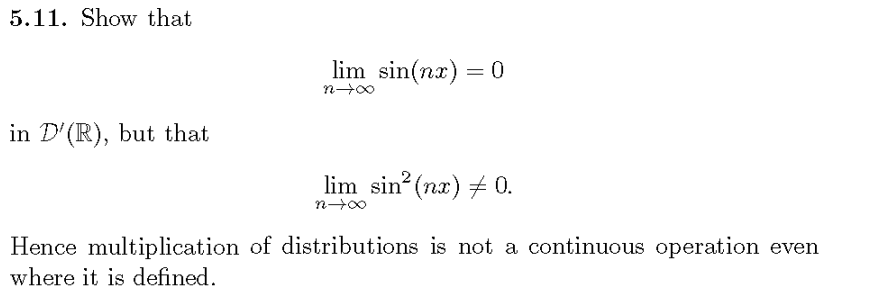 5.11. Show that
lim sin(nx) = 0
n→∞
in 𝒟′(ℝ), but that
lim sin²(nx) ≠ 0.
n→∞
Hence multiplication of distributions is not a continuous operation even
where it is defined.